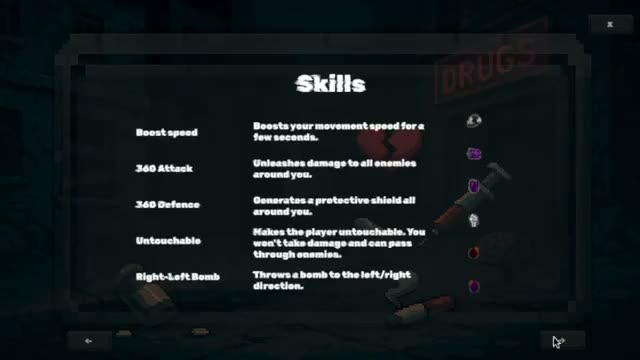 x
DRUGS
Skills
Boost speed
Boosts your movement speed for a
few seconds.
360 Attack
Unleashes damage to all enemies
around you.
360 Defence
Generates a protective shield all
around you.
Untouchable
Makes the player untouchable. You
won't take damage and can pass
through enemies.
Right-Left Bomb
Throws a bomb to the left/right
direction.